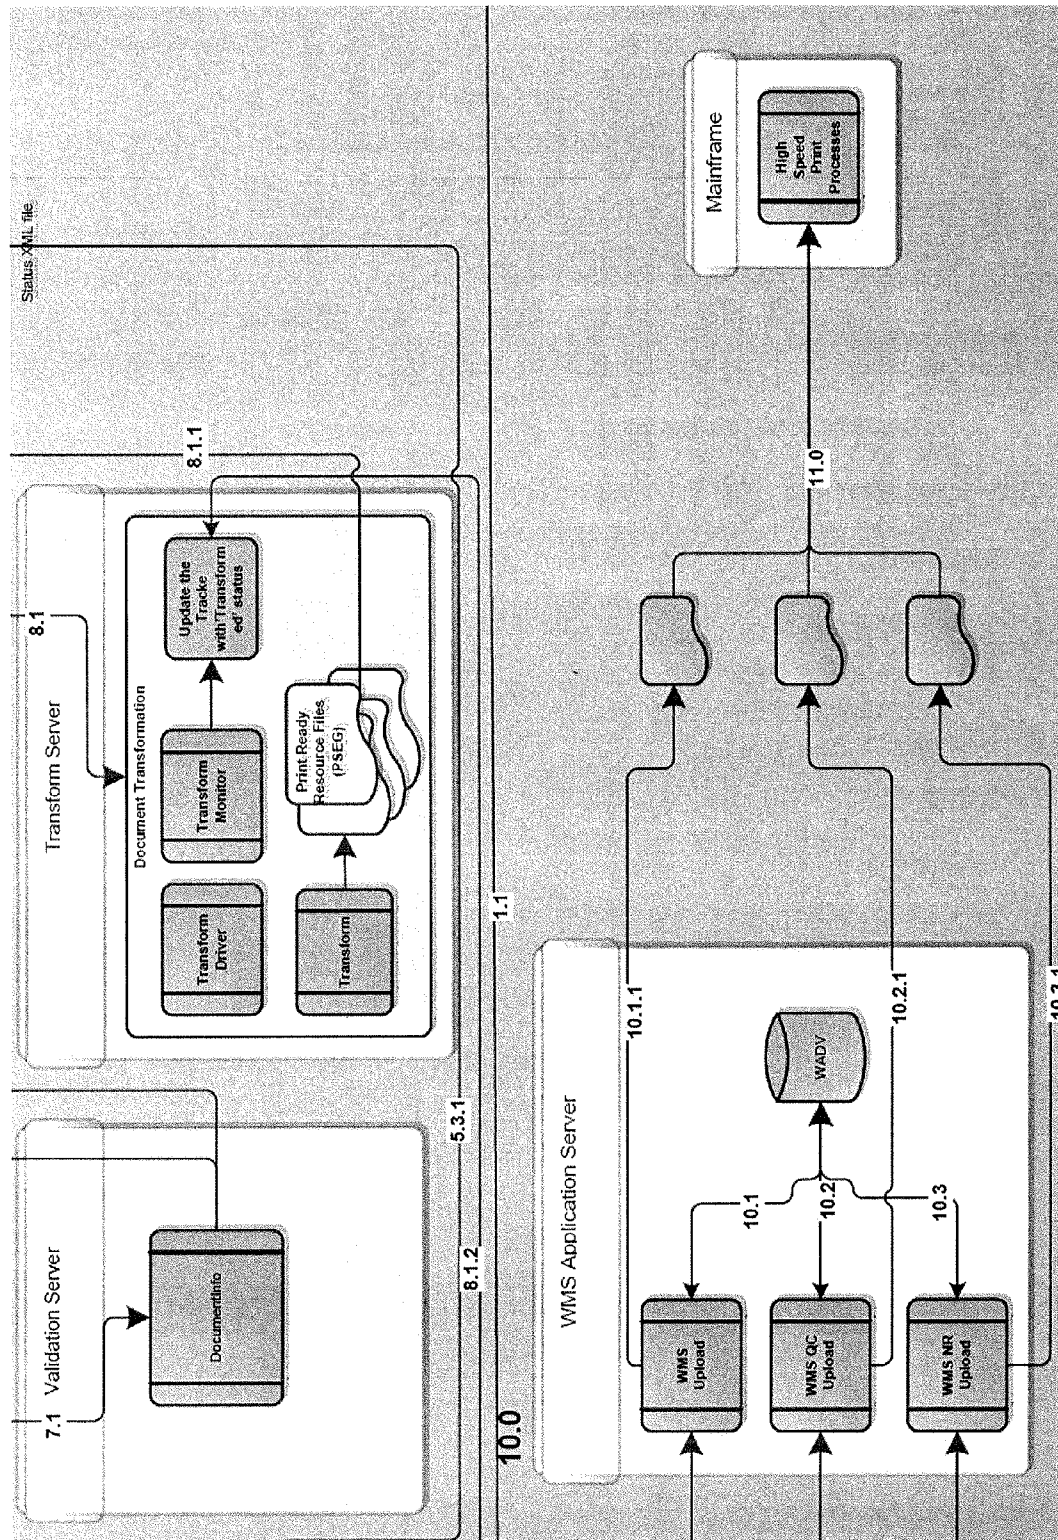 Status XML file
8.1.1
8.1
Transform Server
Document Transformation
Update the
Tracke
with'Transform
ed' status
Transform
Monitor
Transform
Driver
Print Ready
Resource Files
(PSEG)
Transform
7.1
Validation Server
DocumentInfo
5.3.1
8.1.2
1.1
10.0
WMS Application Server
WMS
Upload
WMS QC
Upload
WMS NR
Upload
10.1
10.2
10.3
WADV
10.1.1
10.2.1
10.3.1
11.0
Mainframe
High
Speed
Print
Processes